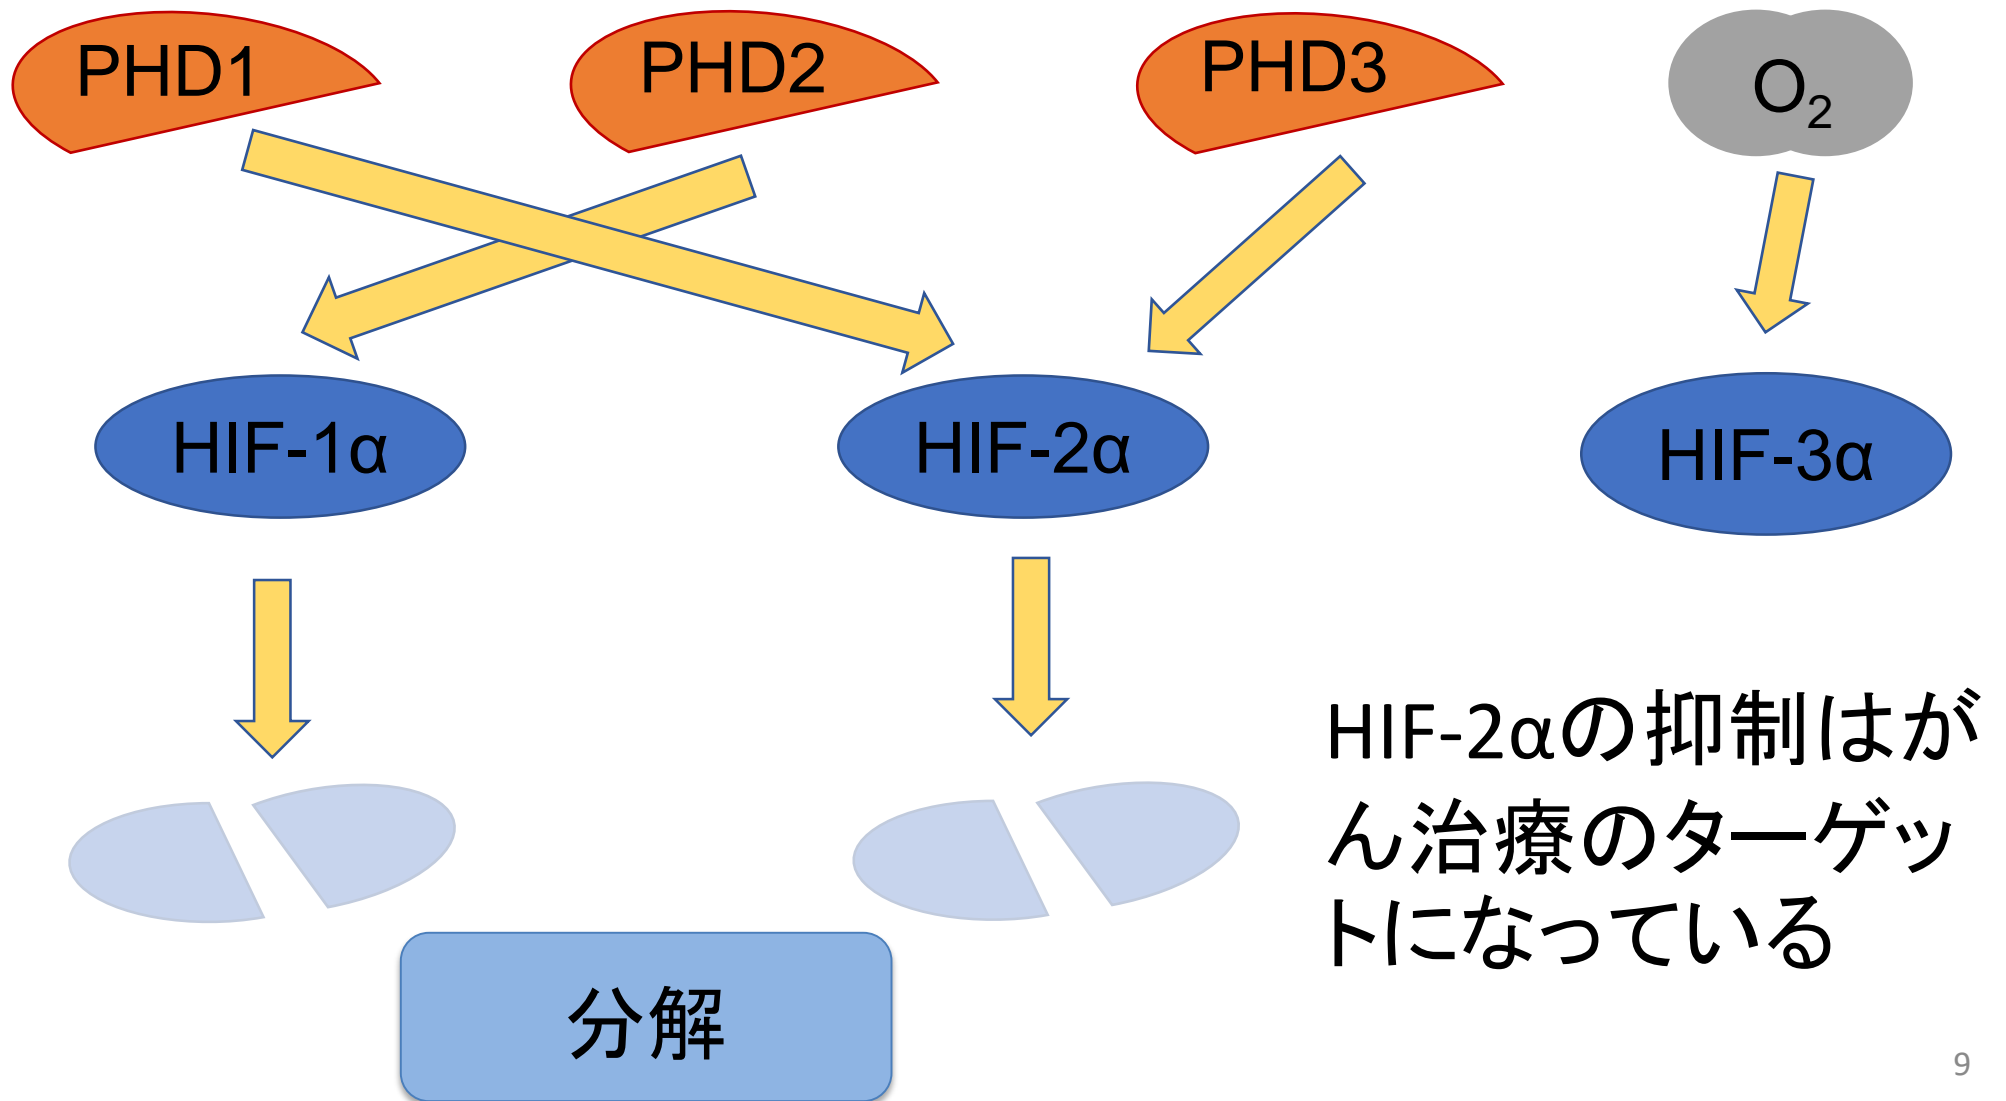 PHD1
PHD2
PHD3
O₂
HIF-1α
HIF-2α
HIF-3α
HIF-2αの抑制はが
ん治療のターゲッ
トになっている
分解
9